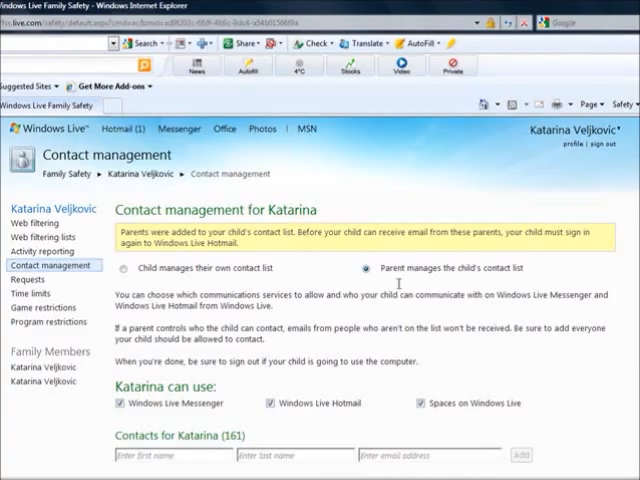 Windows Live Family Safety - Windows Internet Explorer
Google
Search
Share
Check
Translate
AutoFill
News
Autofill
4°C
Stocks
Video
Private
Suggested Sites
Get More Add-ons
Windows Live Family Safety
Page
Safety
Windows Live™ Hotmail (1) Messenger Office Photos | MSN
Katarina Veljkovic
profile | sign out
Contact management
Family Safety ▸ Katarina Veljkovic ▸ Contact management
Katarina Veljkovic
Web filtering
Web filtering lists
Activity reporting
Contact management
Requests
Time limits
Game restrictions
Program restrictions
Family Members
Katarina Veljkovic
Katarina Veljkovic
Contact management for Katarina
Parents were added to your child's contact list. Before your child can receive email from these parents, your child must sign in
again to Windows Live Hotmail.
Child manages their own contact list
Parent manages the child's contact list
You can choose which communications services to allow and who your child can communicate with on Windows Live Messenger and
Windows Live Hotmail from Windows Live.
If a parent controls who the child can contact, emails from people who aren't on the list won't be received. Be sure to add everyone
your child should be allowed to contact.
When you're done, be sure to sign out if your child is going to use the computer.
Katarina can use:
Windows Live Messenger
Windows Live Hotmail
Spaces on Windows Live
Contacts for Katarina (161)
Enter first name
Enter last name
Enter email address
Add